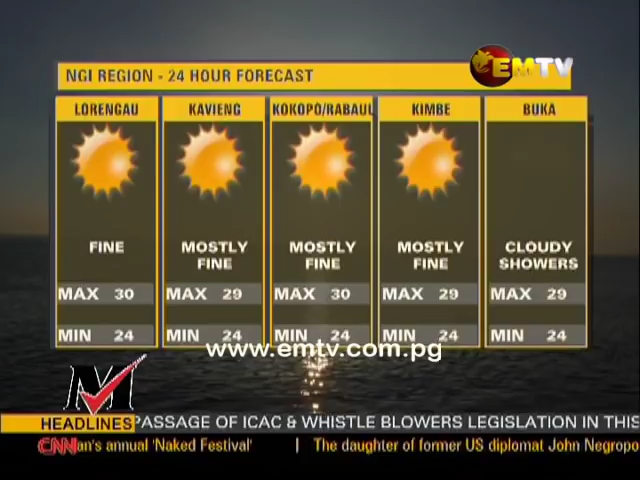 EMTV
NGI REGION - 24 HOUR FORECAST
LORENGAU
FINE
MAX 30
MIN 24
KAVIENG
MOSTLY
FINE
MAX 29
MIN 24
KOKOPO/RABAUL
MOSTLY
FINE
MAX 30
MIN 24
KIMBE
MOSTLY
FINE
MAX 29
MIN 24
BUKA
CLOUDY
SHOWERS
MAX 29
MIN 24
www.emtv.com.pg
M
HEADLINES PASSAGE OF ICAC & WHISTLE BLOWERS LEGISLATION IN THIS
CNN an's annual 'Naked Festival' | The daughter of former US diplomat John Negropo